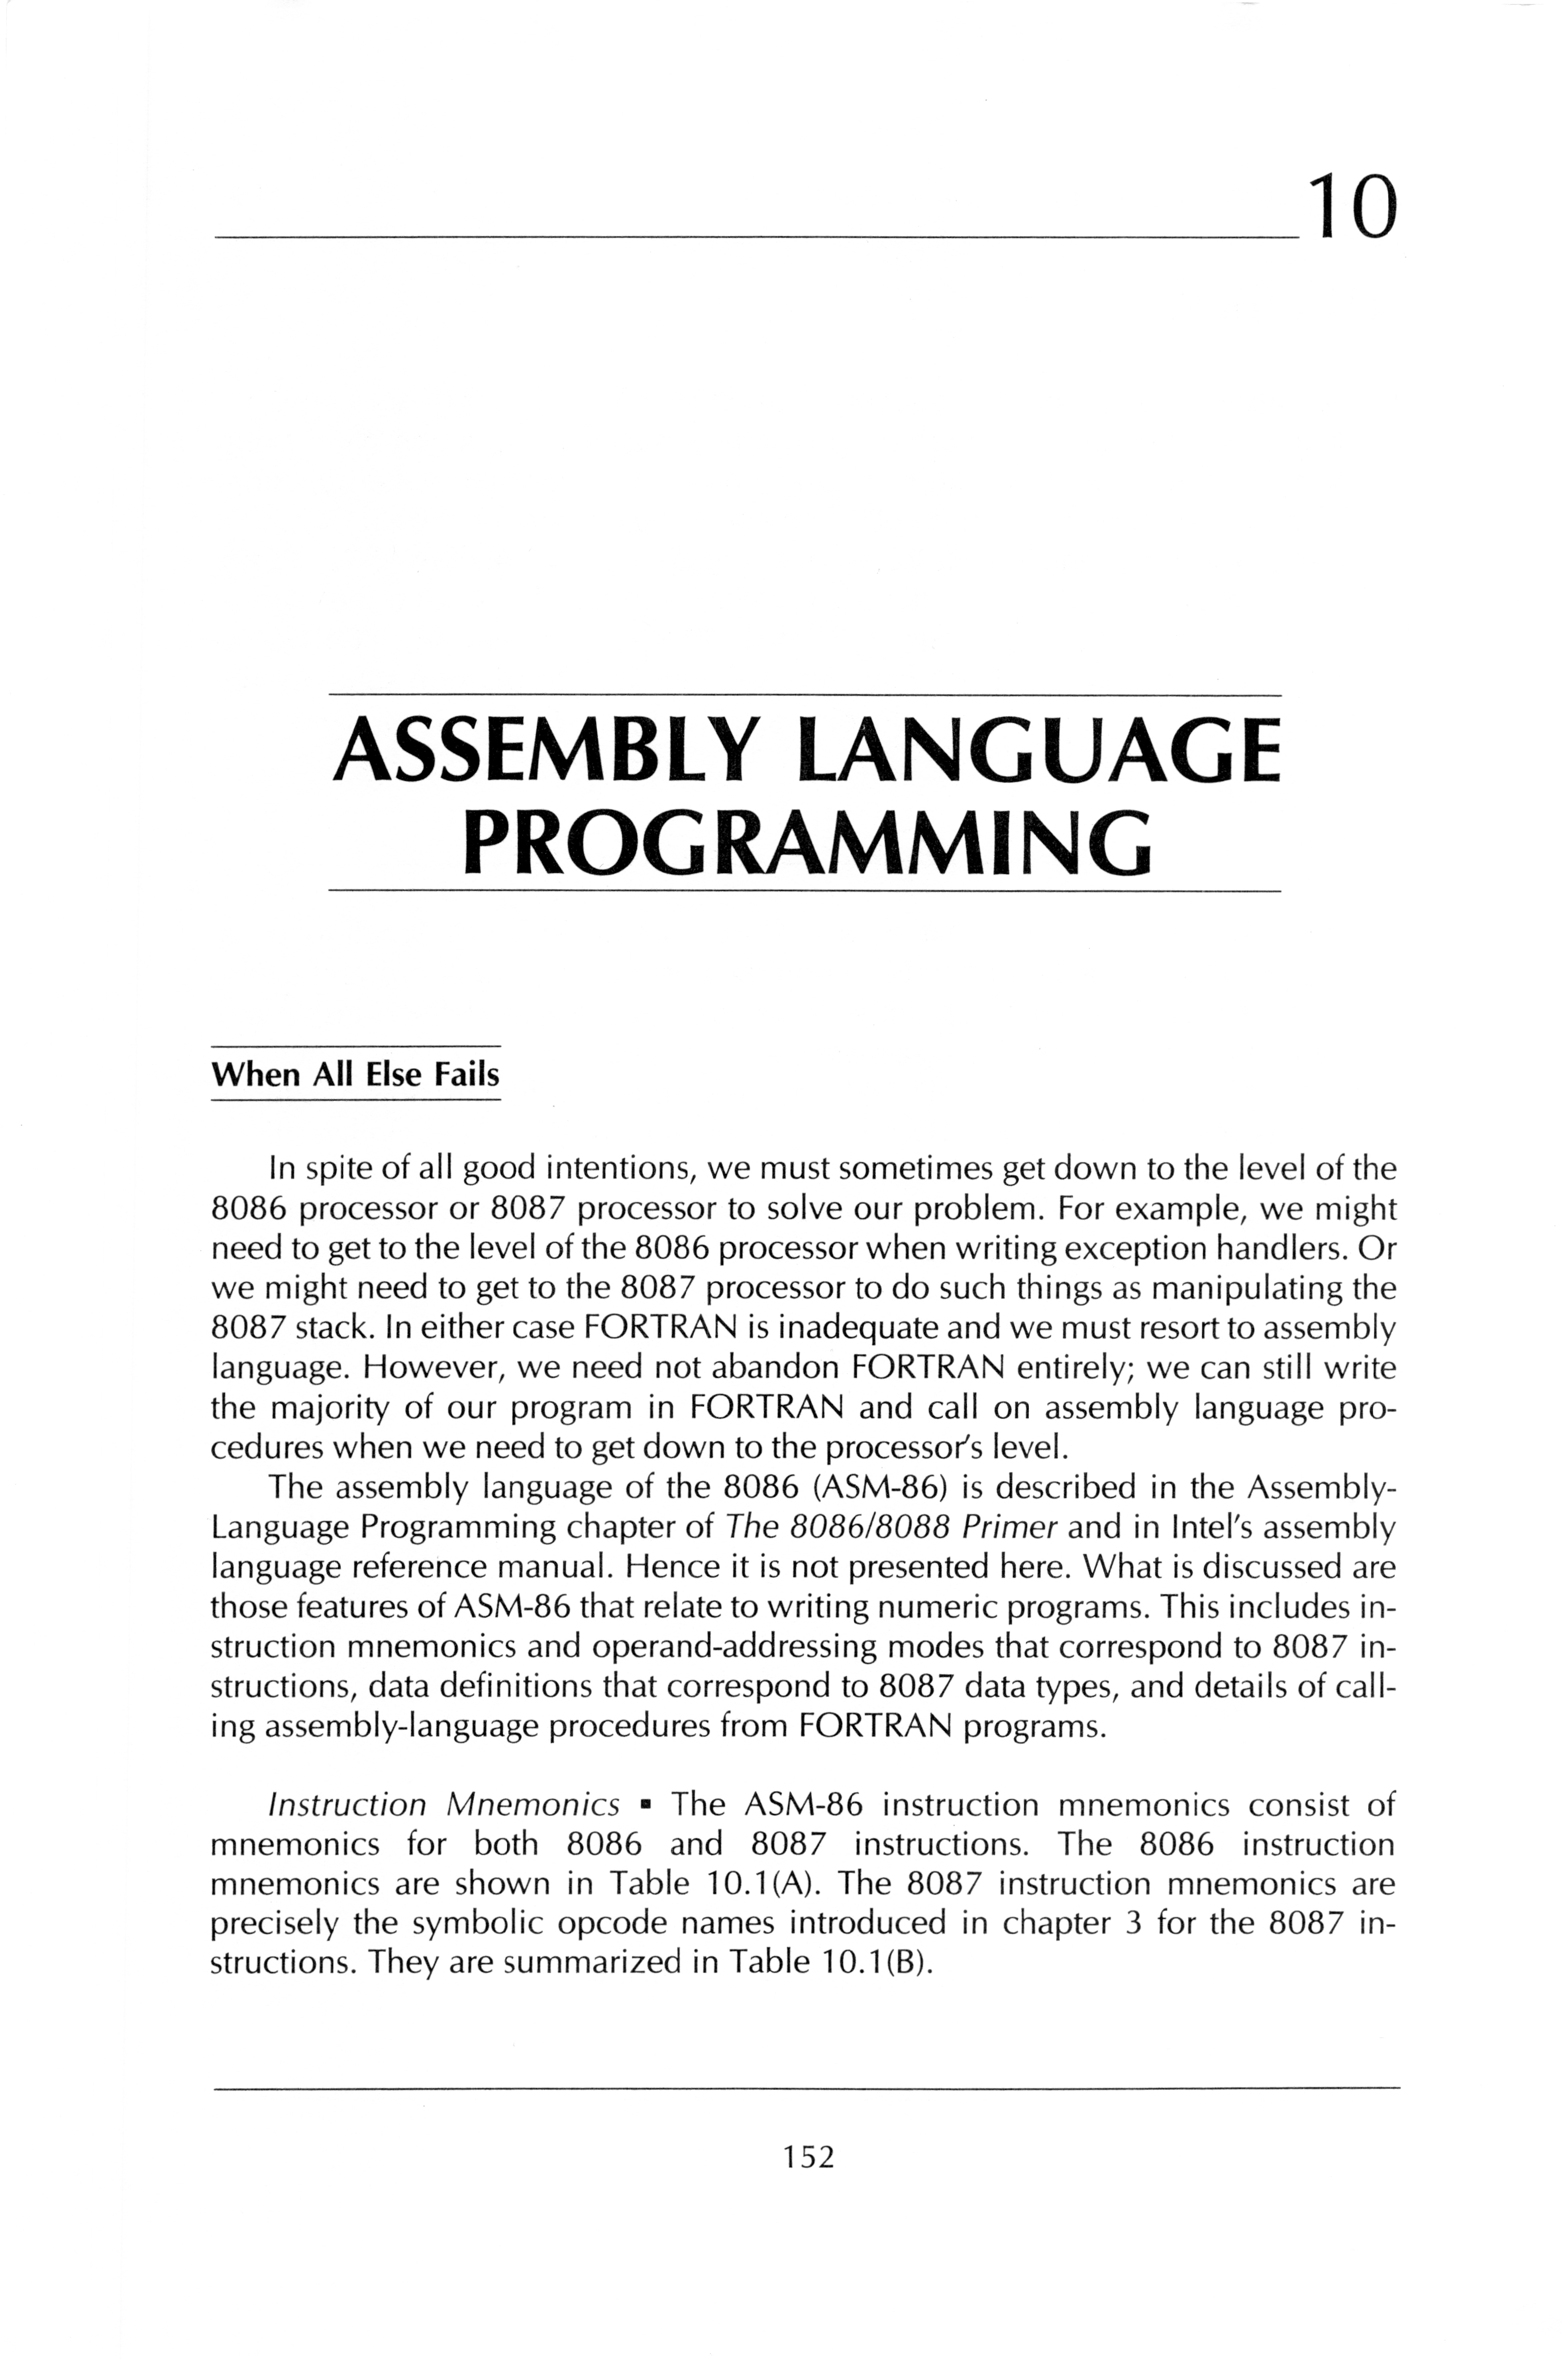 10
ASSEMBLY LANGUAGE
PROGRAMMING
When All Else Fails
In spite of all good intentions, we must sometimes get down to the level of the
8086 processor or 8087 processor to solve our problem. For example, we might
need to get to the level of the 8086 processor when writing exception handlers. Or
we might need to get to the 8087 processor to do such things as manipulating the
8087 stack. In either case FORTRAN is inadequate and we must resort to assembly
language. However, we need not abandon FORTRAN entirely; we can still write
the majority of our program in FORTRAN and call on assembly language pro-
cedures when we need to get down to the processor's level.
The assembly language of the 8086 (ASM-86) is described in the Assembly-
Language Programming chapter of The 8086/8088 Primer and in Intel's assembly
language reference manual. Hence it is not presented here. What is discussed are
those features of ASM-86 that relate to writing numeric programs. This includes in-
struction mnemonics and operand-addressing modes that correspond to 8087 in-
structions, data definitions that correspond to 8087 data types, and details of call-
ing assembly-language procedures from FORTRAN programs.
Instruction Mnemonics ▪ The ASM-86 instruction mnemonics consist of
mnemonics for both 8086 and 8087 instructions. The 8086 instruction
mnemonics are shown in Table 10.1(A). The 8087 instruction mnemonics are
precisely the symbolic opcode names introduced in chapter 3 for the 8087 in-
structions. They are summarized in Table 10.1(B).
152